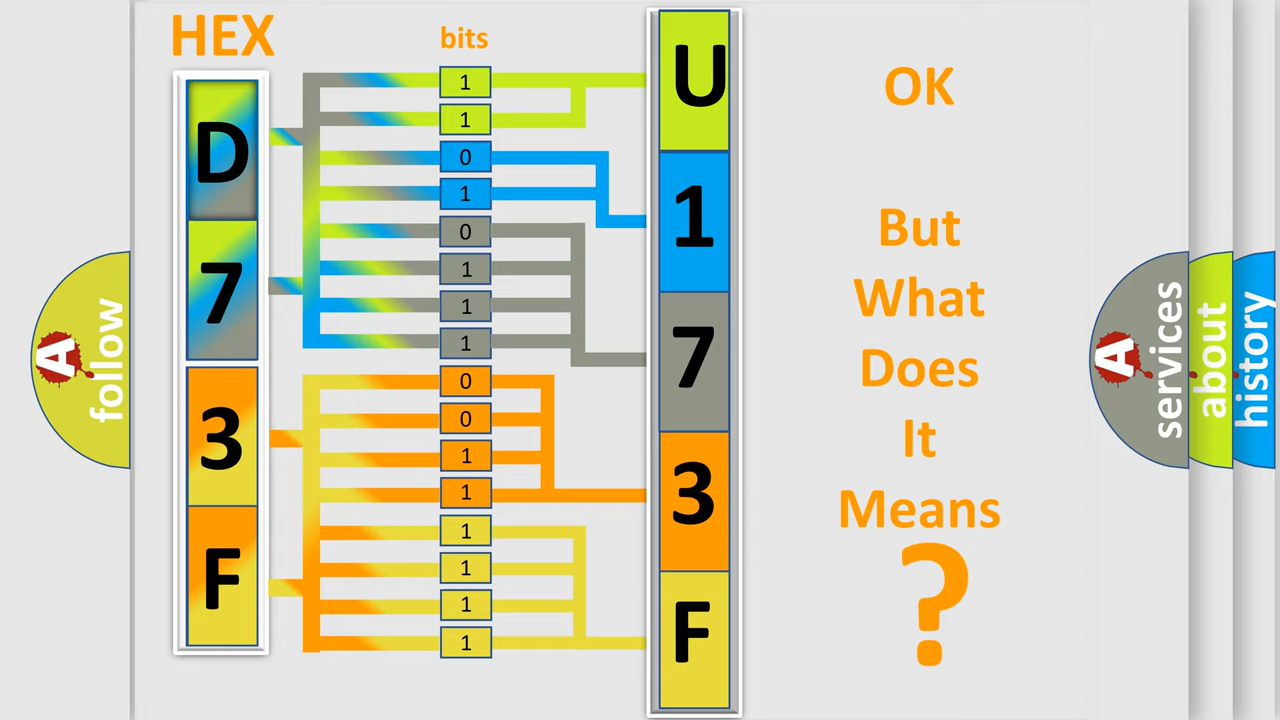 HEX
bits
D
7
3
F
1
1
0
1
0
1
1
1
0
0
1
1
1
1
1
1
U
1
7
3
F
OK
But
What
Does
It
Means
?
A
follow
A
services
about
history